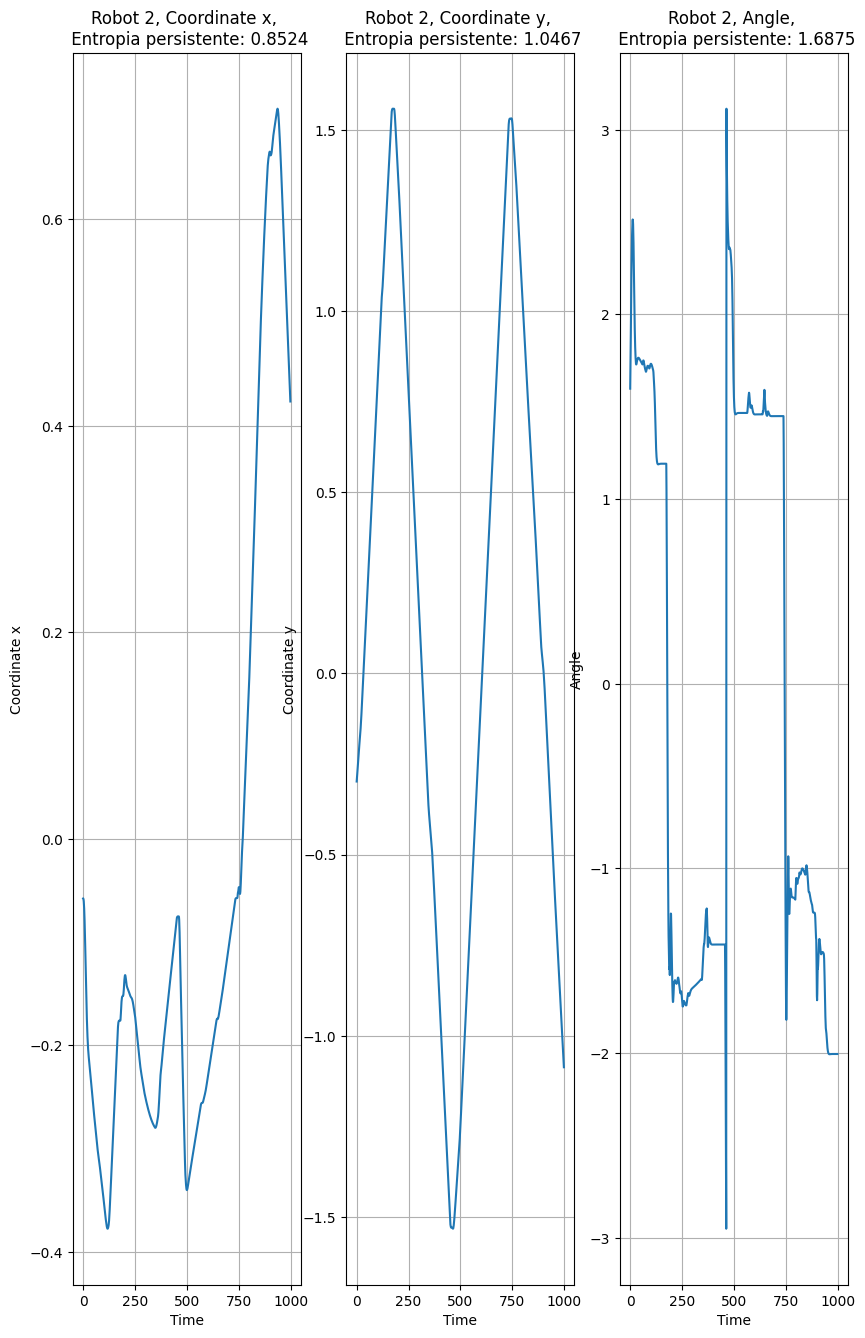 Robot 2, Coordinate x,
Entropia persistente: 0.8524
0.6
0.4
0.2
0.0
−0.2
−0.4
Coordinate x
0
250
500
750
1000
Time
Robot 2, Coordinate y,
Entropia persistente: 1.0467
1.5
1.0
0.5
0.0
−0.5
−1.0
−1.5
Coordinate y
0
250
500
750
1000
Time
Robot 2, Angle,
Entropia persistente: 1.6875
3
2
1
0
−1
−2
−3
Angle
0
250
500
750
1000
Time